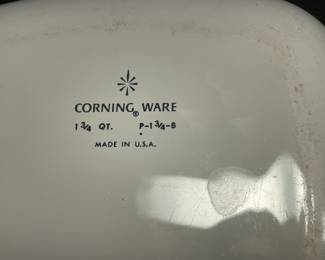 CORNING® WARE
1 3/4 QT. P-1 3/4-B
MADE IN U.S.A.